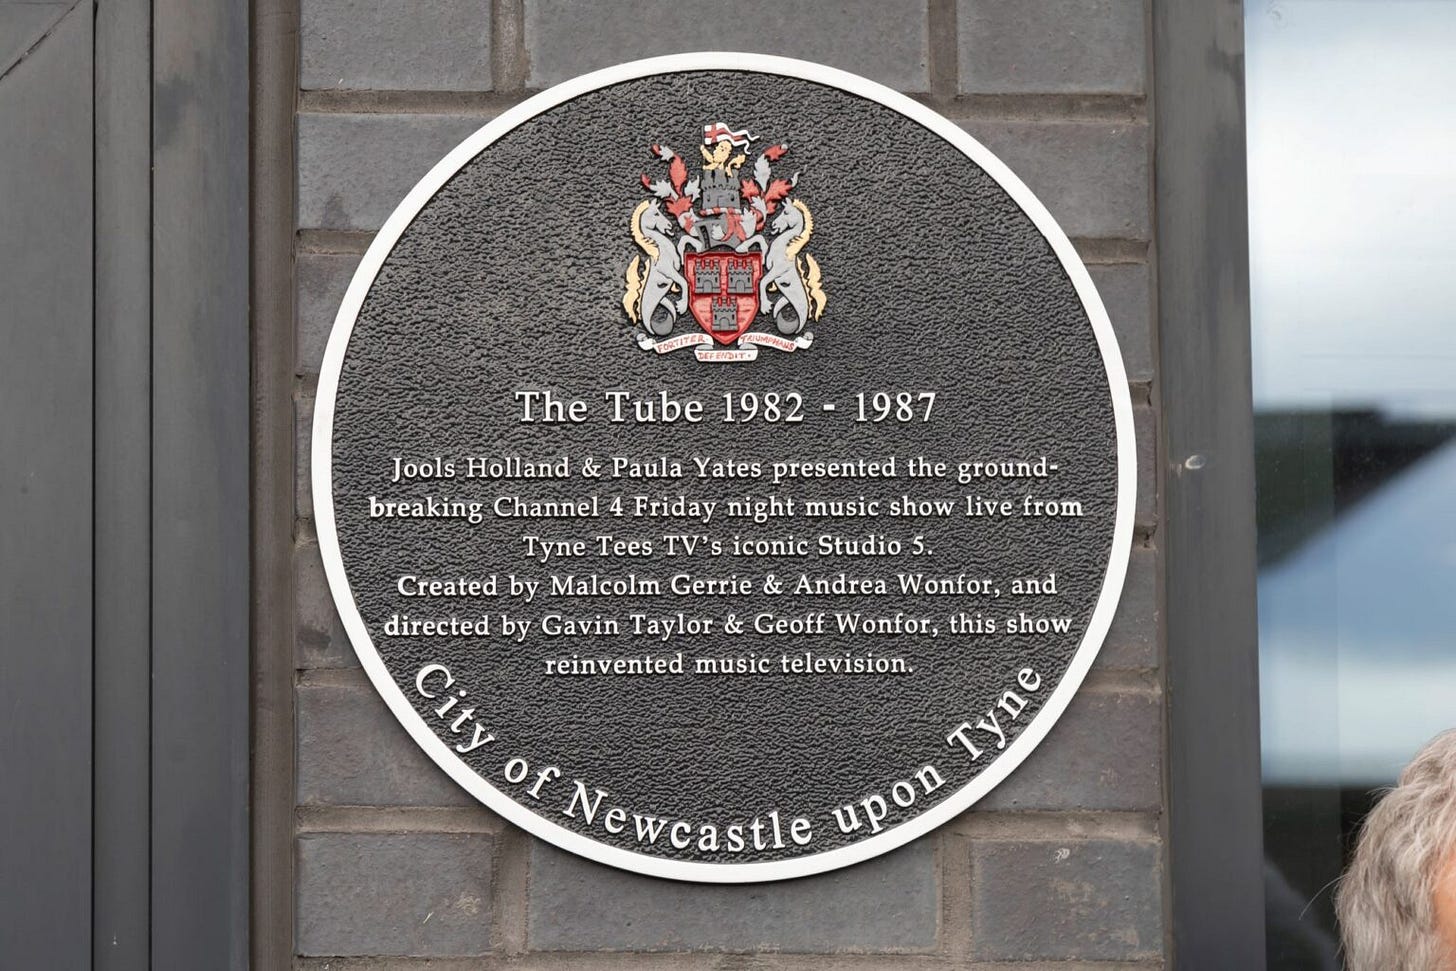 FORTITER
DEFENDIT
TRIUMPHANS
The Tube 1982 - 1987
Jools Holland & Paula Yates presented the ground-
breaking Channel 4 Friday night music show live from
Tyne Tees TV's iconic Studio 5.
Created by Malcolm Gerrie & Andrea Wonfor, and
directed by Gavin Taylor & Geoff Wonfor, this show
reinvented music television.
City of Newcastle upon Tyne